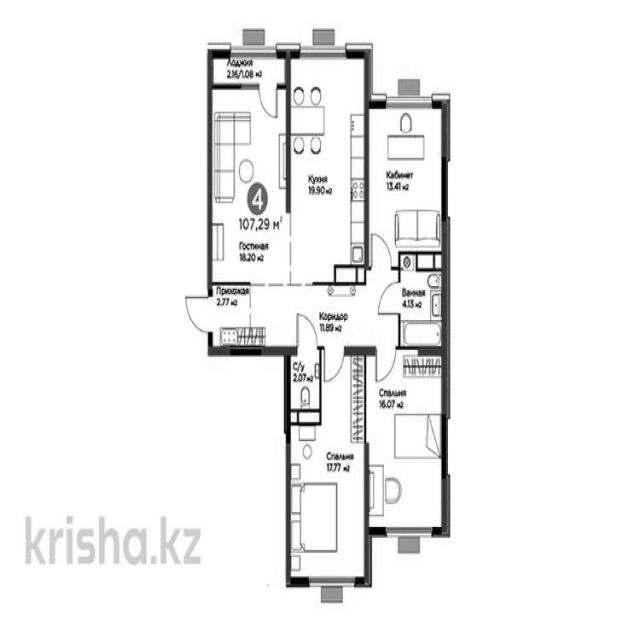 Лоджия
2.16/1.08 м2
Кухня
19.90 м2
Кабинет
13.41 м2
4
107,29 м2
Гостиная
18.20 м2
Прихожая
2.77 м2
Ванная
4.13 м2
Коридор
11.89 м2
С/у
2.07 м2
Спальня
16.07 м2
Спальня
17.77 м2
krisha.kz